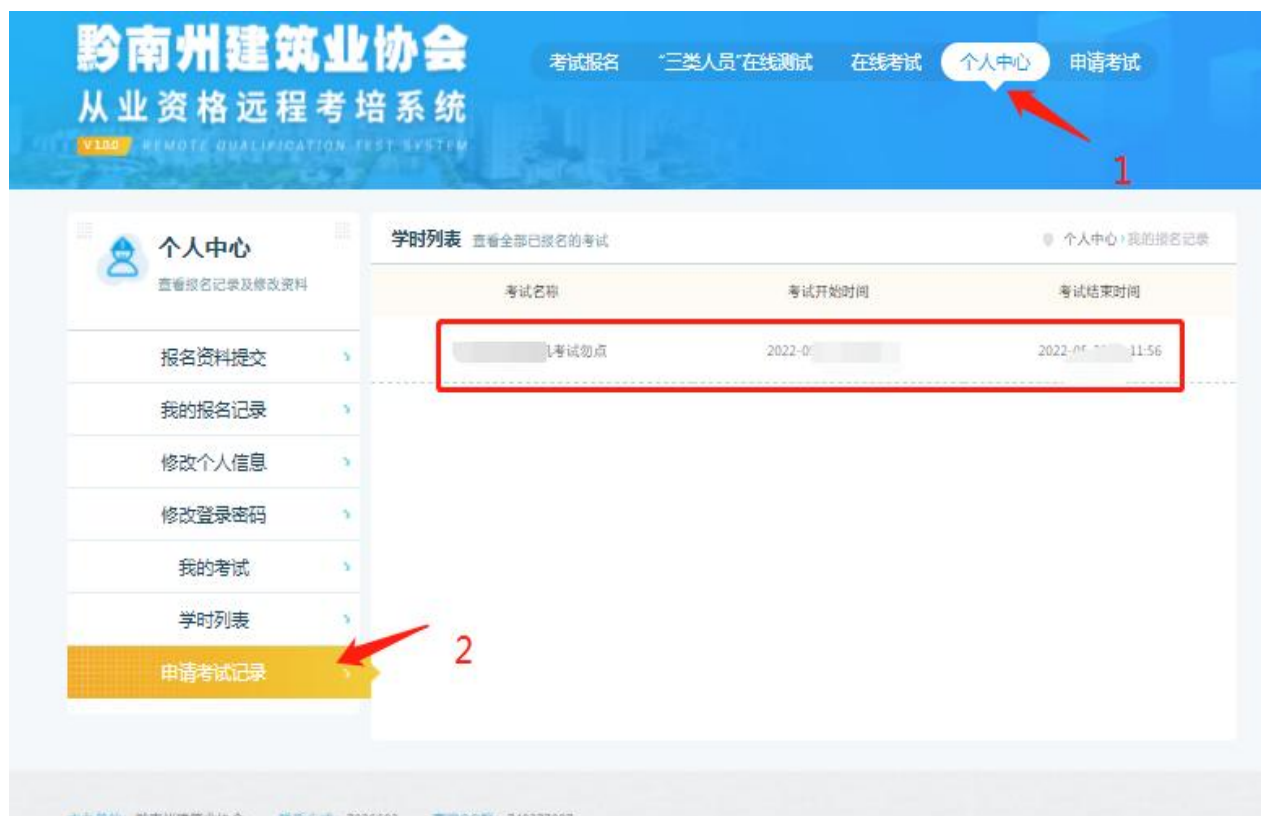 黔南州建筑业协会
从业资格远程考培系统
V1.0.0 REMOTE QUALIFICATION TEST SYSTEM
考试报名 “三类人员”在线测试 在线考试 个人中心 申请考试
1
个人中心
查看报名记录及修改资料
报名资料提交
我的报名记录
修改个人信息
修改登录密码
我的考试
学时列表
申请考试记录
2
学时列表 查看全部已报名的考试
个人中心 › 我的报名记录
考试名称 考试开始时间 考试结束时间
考试勿点 2022-0 2022- 11:56